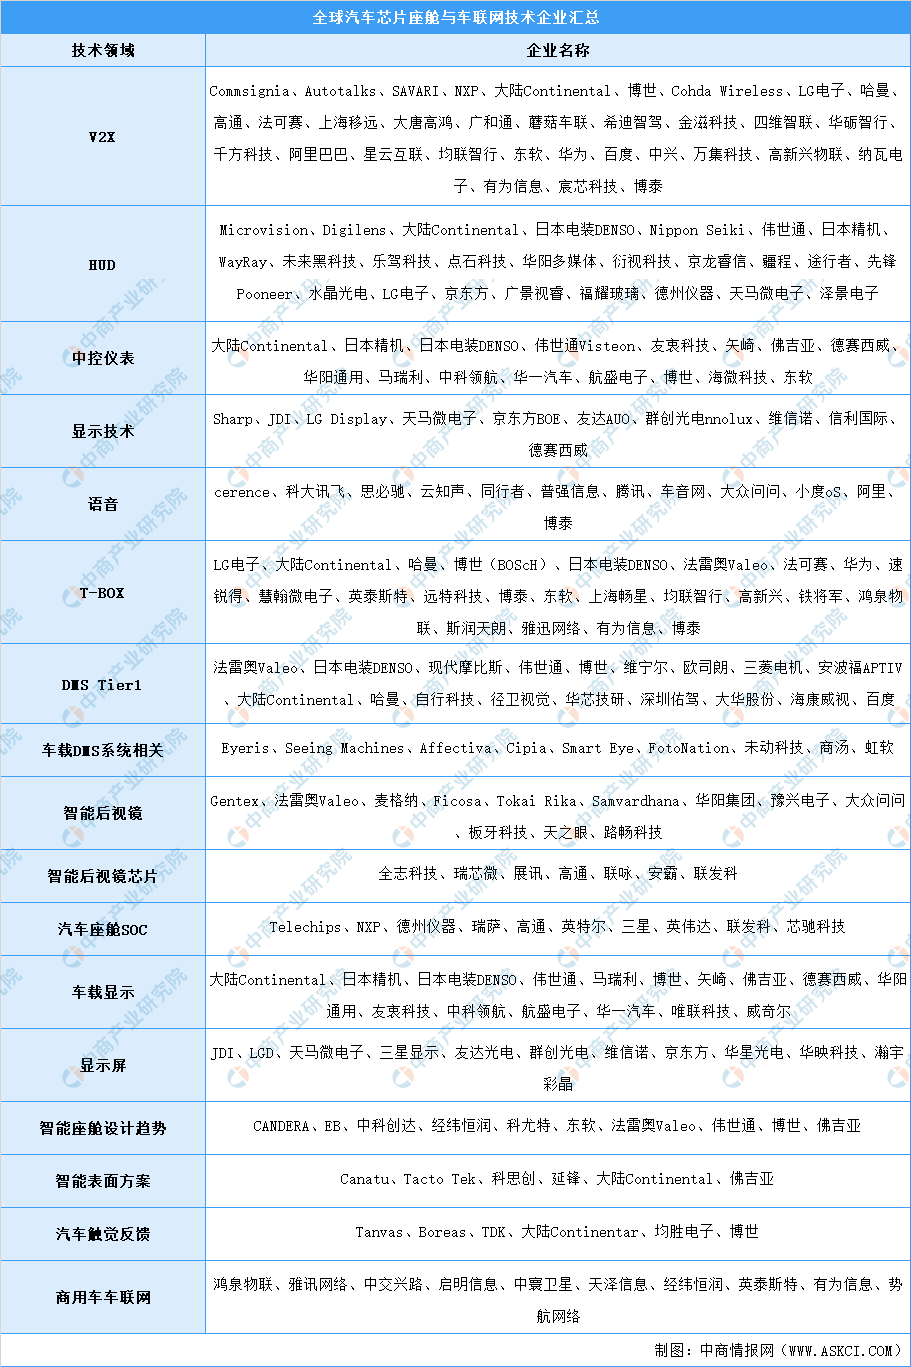 全球汽车芯片座舱与车联网技术企业汇总
技术领域
企业名称
V2X
Commsignia、Autotalks、SAVARI、NXP、大陆Continental、博世、Cohda Wireless、LG电子、哈曼、
高通、法可赛、上海移远、大唐高鸿、广和通、蘑菇车联、希迪智驾、金溢科技、四维智联、华砺智行、
千方科技、阿里巴巴、星云互联、均联智行、东软、华为、百度、中兴、万集科技、高新兴物联、纳瓦电
子、有为信息、宸芯科技、博泰
HUD
Microvision、Digilens、大陆Continental、日本电装DENSO、Nippon Seiki、伟世通、日本精机、
WayRay、未来黑科技、乐驾科技、点石科技、华阳多媒体、衍视科技、京龙睿信、疆程、途行者、先锋
Pooneer、水晶光电、LG电子、京东方、广景视睿、福耀玻璃、德州仪器、天马微电子、泽景电子
中控仪表
大陆Continental、日本精机、日本电装DENSO、伟世通Visteon、友衷科技、矢崎、佛吉亚、德赛西威、
华阳通用、马瑞利、中科领航、华一汽车、航盛电子、博世、海微科技、东软
显示技术
Sharp、JDI、LG Display、天马微电子、京东方BOE、友达AUO、群创光电nnolux、维信诺、信利国际、
德赛西威
语音
cerence、科大讯飞、思必驰、云知声、同行者、普强信息、腾讯、车音网、大众问问、小度oS、阿里、
博泰
T-BOX
LG电子、大陆Continental、哈曼、博世（BOScH）、日本电装DENSO、法雷奥Valeo、法可赛、华为、速
锐得、慧翰微电子、英泰斯特、远特科技、博泰、东软、上海畅星、均联智行、高新兴、铁将军、鸿泉物
联、斯润天朗、雅迅网络、有为信息、博泰
DMS Tier1
法雷奥Valeo、日本电装DENSO、现代摩比斯、伟世通、博世、维宁尔、欧司朗、三菱电机、安波福APTIV
、大陆Continental、哈曼、自行科技、径卫视觉、华芯技研、深圳佑驾、大华股份、海康威视、百度
车载DMS系统相关
Eyeris、Seeing Machines、Affectiva、Cipia、Smart Eye、FotoNation、未动科技、商汤、虹软
智能后视镜
Gentex、法雷奥Valeo、麦格纳、Ficosa、Tokai Rika、Samvardhana、华阳集团、豫兴电子、大众问问
、板牙科技、天之眼、路畅科技
智能后视镜芯片
全志科技、瑞芯微、展讯、高通、联咏、安霸、联发科
汽车座舱SOC
Telechips、NXP、德州仪器、瑞萨、高通、英特尔、三星、英伟达、联发科、芯驰科技
车载显示
大陆Continental、日本精机、日本电装DENSO、伟世通、马瑞利、博世、矢崎、佛吉亚、德赛西威、华阳
通用、友衷科技、中科领航、航盛电子、华一汽车、唯联科技、威奇尔
显示屏
JDI、LGD、天马微电子、三星显示、友达光电、群创光电、维信诺、京东方、华星光电、华映科技、瀚宇
彩晶
智能座舱设计趋势
CANDERA、EB、中科创达、经纬恒润、科尤特、东软、法雷奥Valeo、伟世通、博世、佛吉亚
智能表面方案
Canatu、Tacto Tek、科思创、延锋、大陆Continental、佛吉亚
汽车触觉反馈
Tanvas、Boreas、TDK、大陆Continentar、均胜电子、博世
商用车车联网
鸿泉物联、雅讯网络、中交兴路、启明信息、中寰卫星、天泽信息、经纬恒润、英泰斯特、有为信息、势
航网络
制图：中商情报网（WWW.ASKCI.COM）